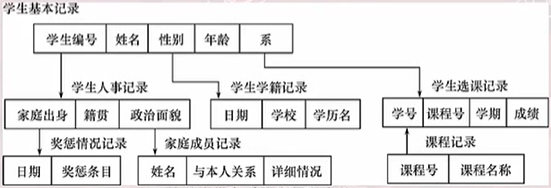 学生基本记录
学生编号 姓名 性别 年龄 系
学生人事记录 学生学籍记录 学生选课记录
家庭出身 籍贯 政治面貌 日期 学校 学历名 学号 课程号 学期 成绩
奖惩情况记录 家庭成员记录 课程记录
日期 奖惩条目 姓名 与本人关系 详细情况 课程号 课程名称